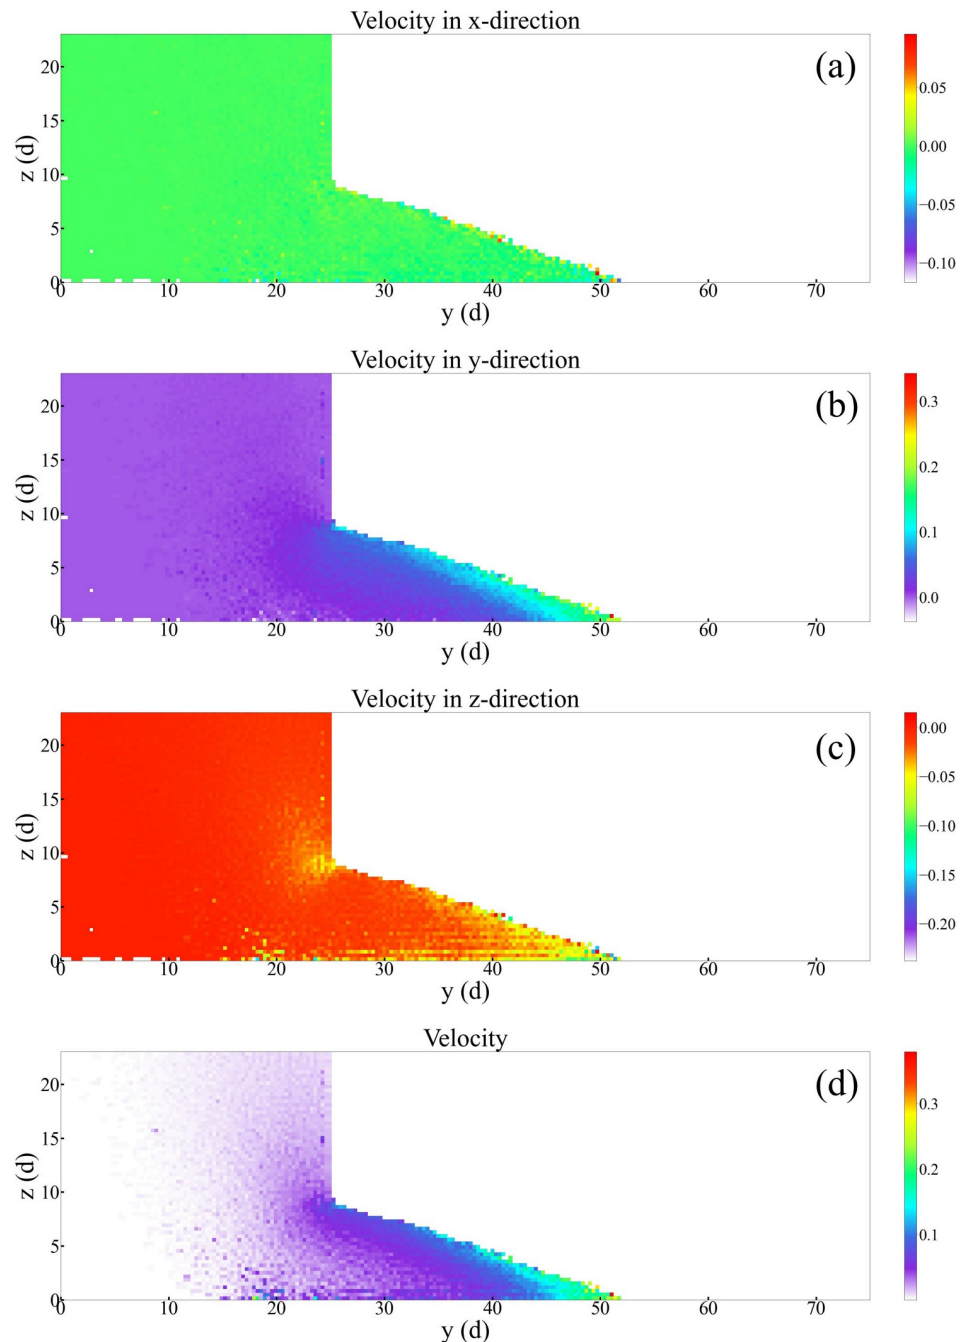 Velocity in x-direction
(a)
z (d)
20
15
10
5
0
0 10 20 30 40 50 60 70
y (d)
0.05
0.00
−0.05
−0.10
Velocity in y-direction
(b)
z (d)
20
15
10
5
0
0 10 20 30 40 50 60 70
y (d)
0.3
0.2
0.1
0.0
Velocity in z-direction
(c)
z (d)
20
15
10
5
0
0 10 20 30 40 50 60 70
y (d)
0.00
−0.05
−0.10
−0.15
−0.20
Velocity
(d)
z (d)
20
15
10
5
0
0 10 20 30 40 50 60 70
y (d)
0.3
0.2
0.1